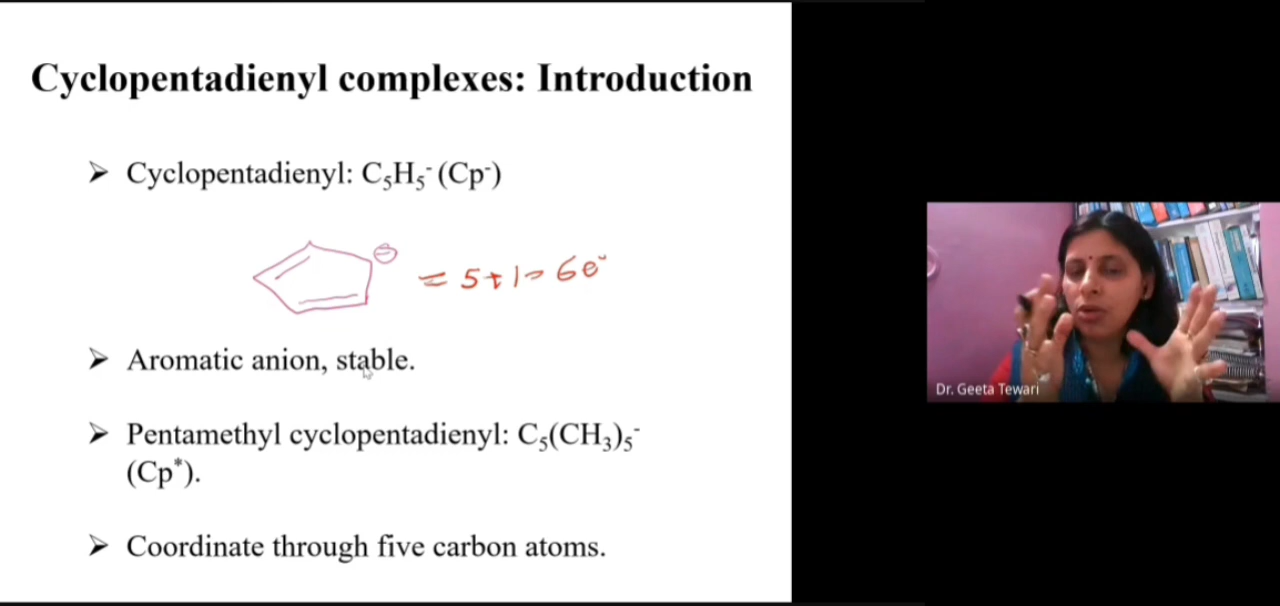 Cyclopentadienyl complexes: Introduction
➤ Cyclopentadienyl: C₅H₅⁻ (Cp⁻)
⊖
= 5+1= 6e⁻
➤ Aromatic anion, stable.
➤ Pentamethyl cyclopentadienyl: C₅(CH₃)₅⁻
(Cp*).
➤ Coordinate through five carbon atoms.
Dr. Geeta Tewari